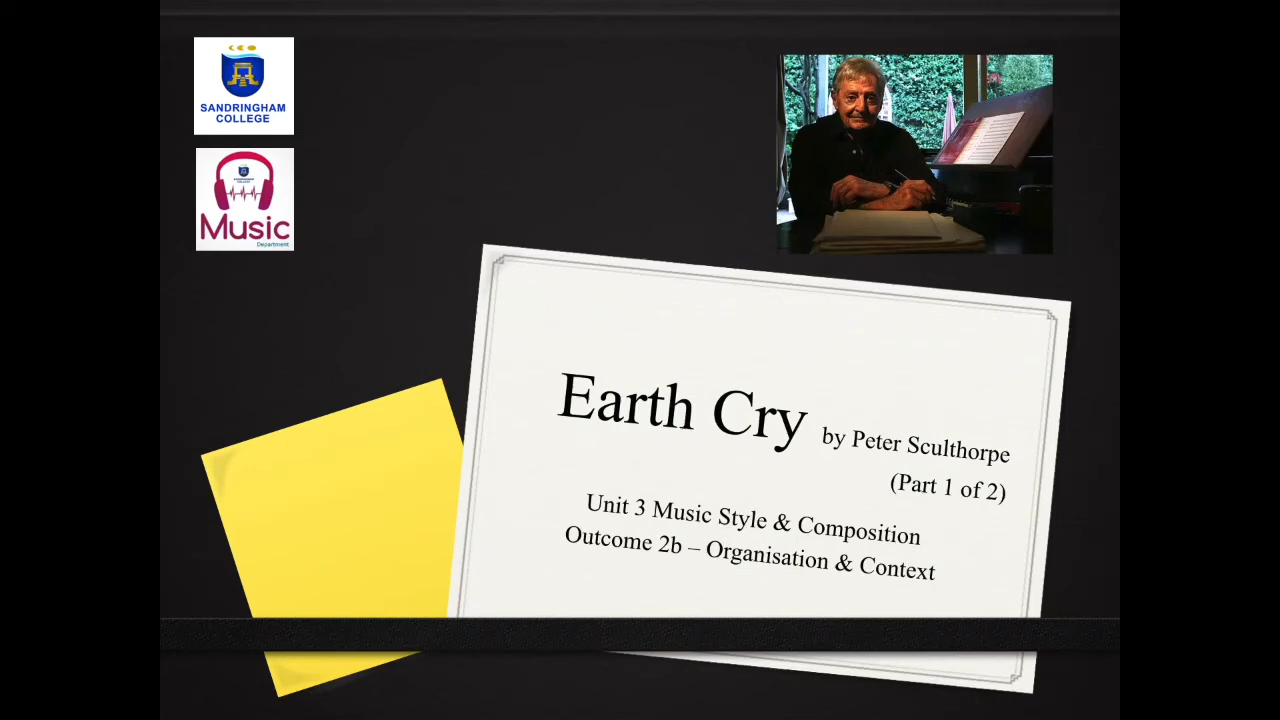 SANDRINGHAM
COLLEGE
Music
Department
Earth Cry by Peter Sculthorpe
(Part 1 of 2)
Unit 3 Music Style & Composition
Outcome 2b – Organisation & Context